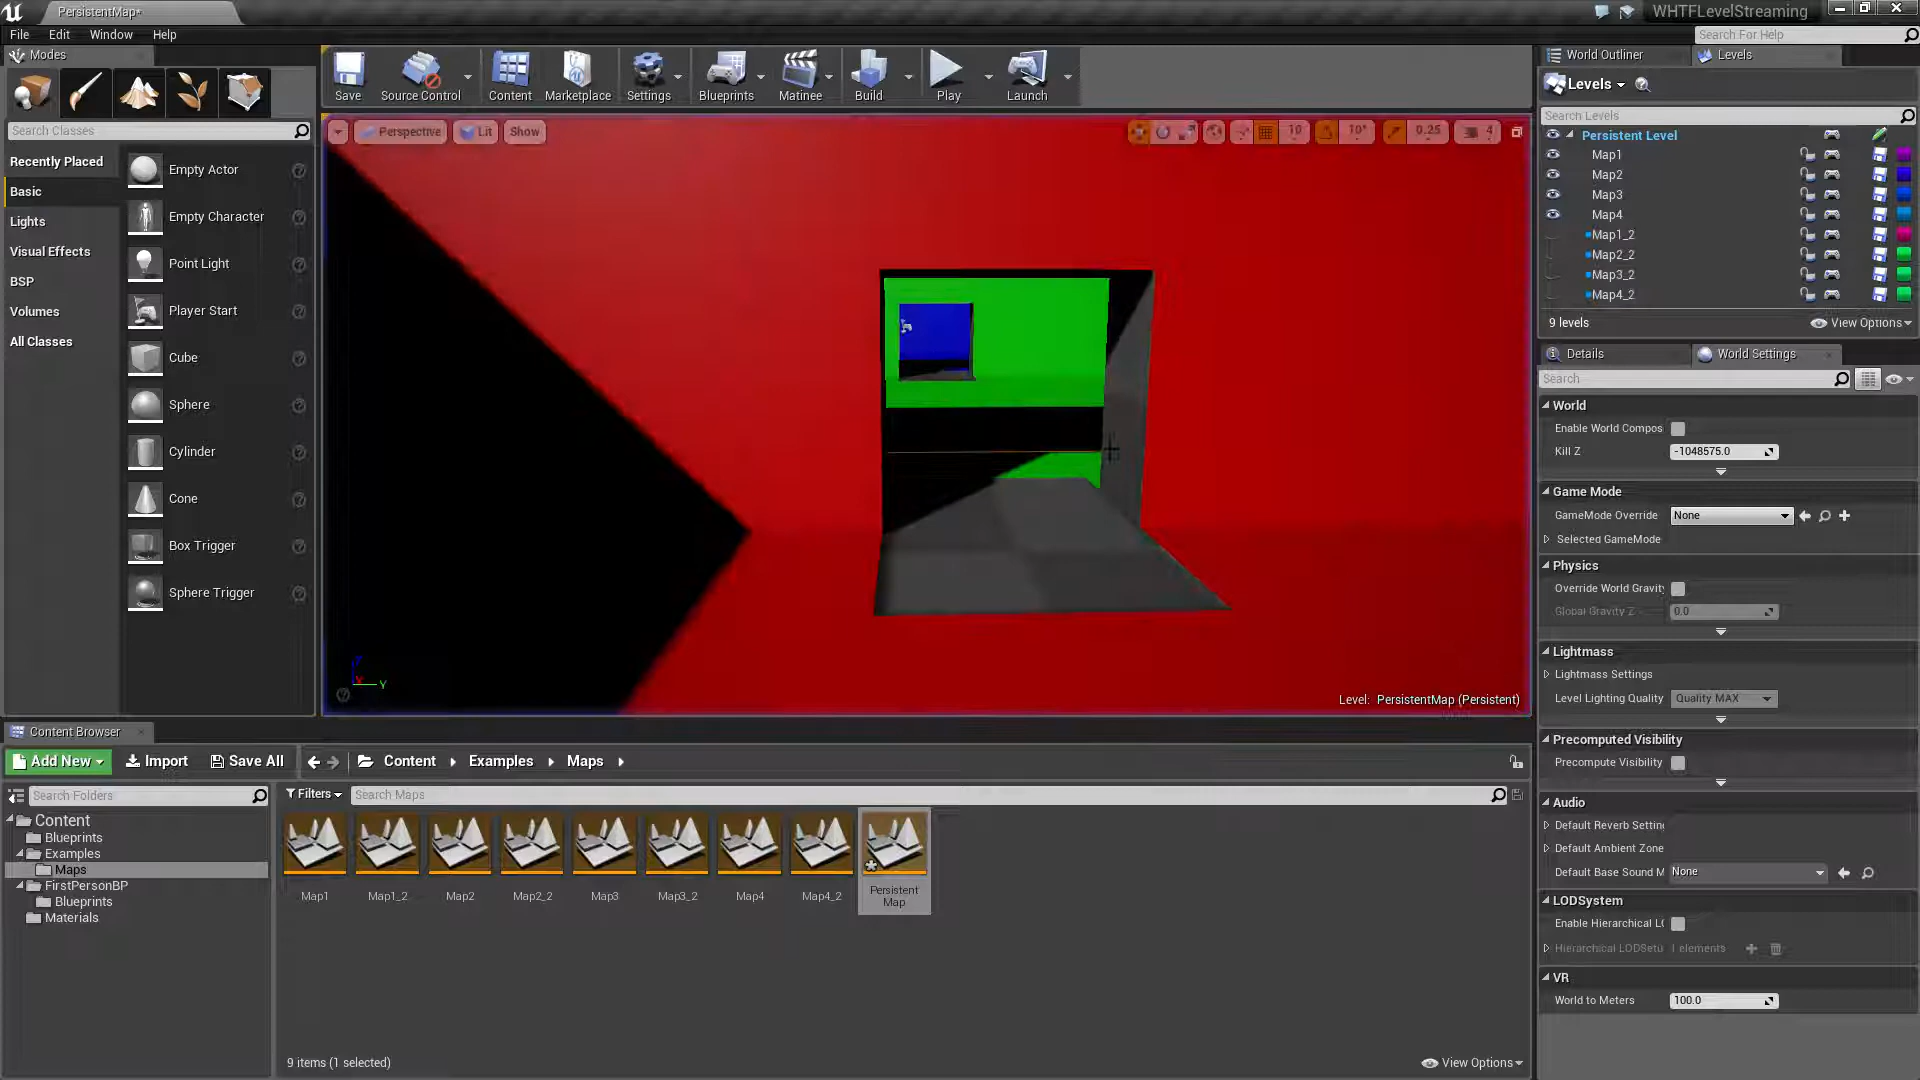 PersistentMap*
WHTFLevelStreaming
File Edit Window Help
Search For Help
Modes
Save
Source Control
Content
Marketplace
Settings
Blueprints
Matinee
Build
Play
Launch
Search Classes
Recently Placed
Basic
Lights
Visual Effects
BSP
Volumes
All Classes
Empty Actor
Empty Character
Point Light
Player Start
Cube
Sphere
Cylinder
Cone
Box Trigger
Sphere Trigger
Perspective
Lit
Show
10
10°
0.25
4
Z
X
Y
Level: PersistentMap (Persistent)
World Outliner
Levels
Levels
Search Levels
Persistent Level
Map1
Map2
Map3
Map4
Map1_2
Map2_2
Map3_2
Map4_2
9 levels
View Options
Details
World Settings
Search
World
Enable World Compos
Kill Z
-1048575.0
Game Mode
GameMode Override
None
Selected GameMode
Physics
Override World Gravit
Global Gravity Z
0.0
Lightmass
Lightmass Settings
Level Lighting Quality
Quality MAX
Precomputed Visibility
Precompute Visibility
Audio
Default Reverb Settin
Default Ambient Zone
Default Base Sound M
None
LODSystem
Enable Hierarchical LO
Hierarchical LODSetu
1 elements
VR
World to Meters
100.0
Content Browser
Add New
Import
Save All
Content
Examples
Maps
Search Folders
Filters
Search Maps
Content
Blueprints
Examples
Maps
FirstPersonBP
Blueprints
Materials
Map1
Map1_2
Map2
Map2_2
Map3
Map3_2
Map4
Map4_2
Persistent
Map
9 items (1 selected)
View Options